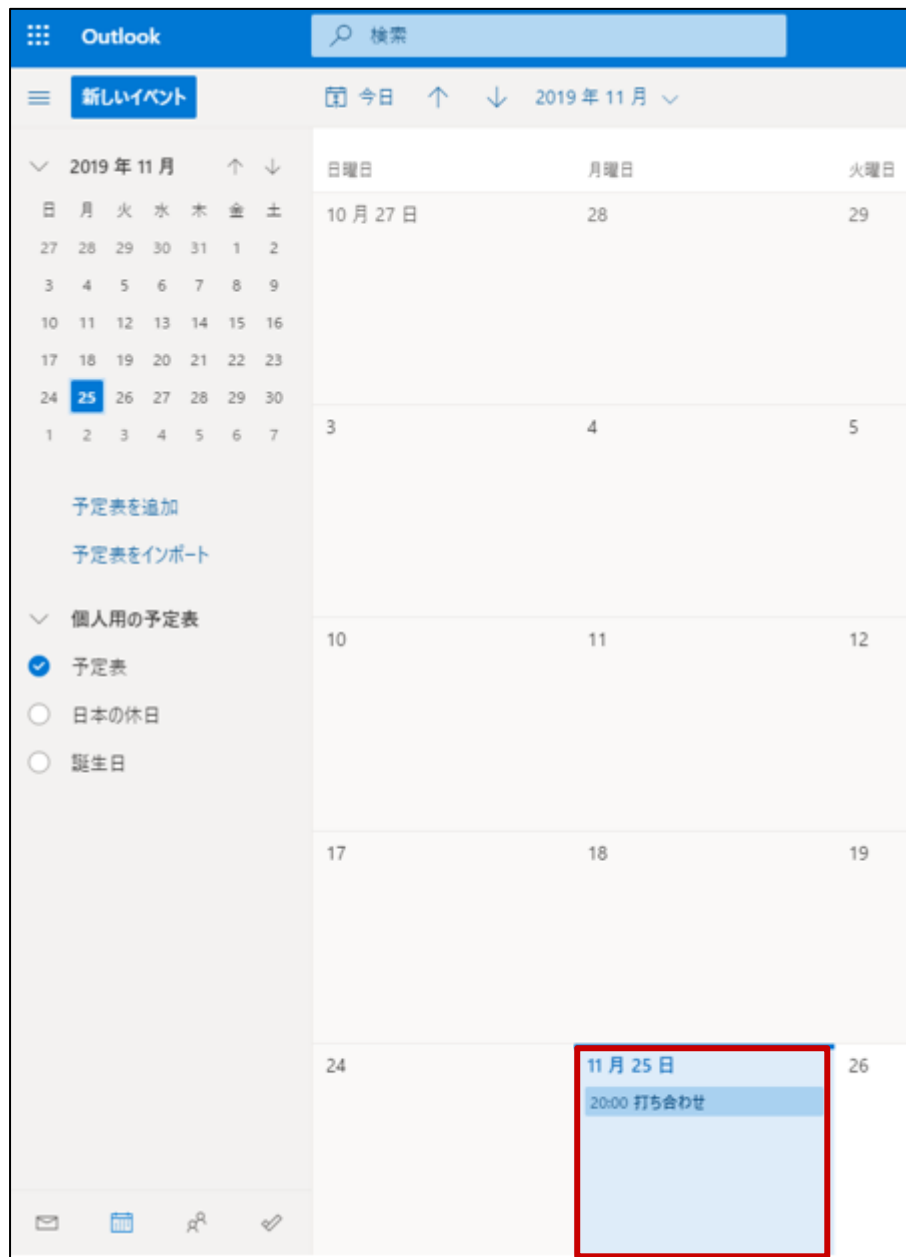 Outlook
検索
新しいイベント
今日
2019 年 11 月
2019 年 11 月
日 月 火 水 木 金 土
27 28 29 30 31 1 2
3 4 5 6 7 8 9
10 11 12 13 14 15 16
17 18 19 20 21 22 23
24 25 26 27 28 29 30
1 2 3 4 5 6 7
予定表を追加
予定表をインポート
個人用の予定表
予定表
日本の休日
誕生日
日曜日 月曜日 火曜日
10 月 27 日 28 29
3 4 5
10 11 12
17 18 19
24 11 月 25 日 26
20:00 打ち合わせ